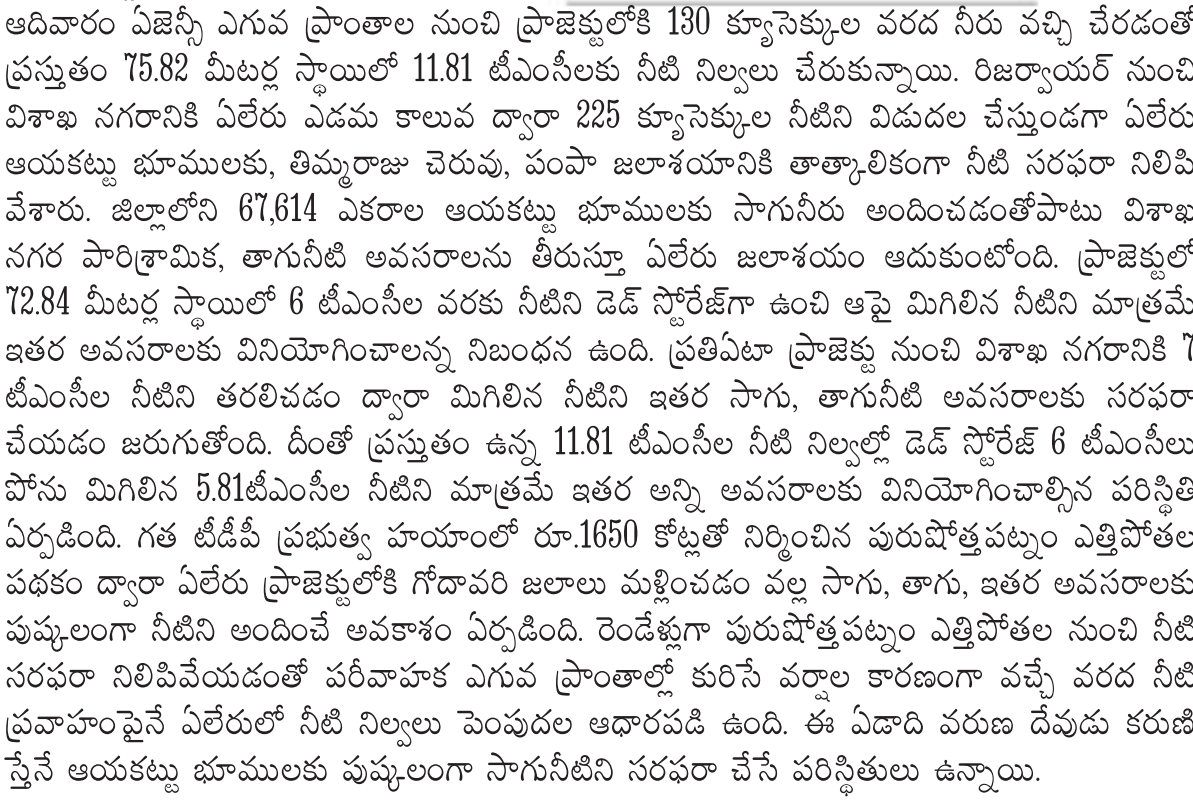 ఆదివారం ఏజెన్సీ ఎగువ ప్రాంతాల నుంచి ప్రాజెక్టులోకి 130 క్యూసెక్కుల వరద నీరు వచ్చి చేరడంతో
ప్రస్తుతం 75.82 మీటర్ల స్థాయిలో 11.81 టీఎంసీలకు నీటి నిల్వలు చేరుకున్నాయి. రిజర్వాయర్ నుంచి
విశాఖ నగరానికి ఏలేరు ఎడమ కాలువ ద్వారా 225 క్యూసెక్కుల నీటిని విడుదల చేస్తుండగా ఏలేరు
ఆయకట్టు భూములకు, తిమ్మరాజు చెరువు, పంపా జలాశయానికి తాత్కాలికంగా నీటి సరఫరా నిలిపి
వేశారు. జిల్లాలోని 67,614 ఎకరాల ఆయకట్టు భూములకు సాగునీరు అందించడంతోపాటు విశాఖ
నగర పారిశ్రామిక, తాగునీటి అవసరాలను తీరుస్తూ ఏలేరు జలాశయం ఆదుకుంటోంది. ప్రాజెక్టులో
72.84 మీటర్ల స్థాయిలో 6 టీఎంసీల వరకు నీటిని డెడ్ స్టోరేజ్‌గా ఉంచి ఆపై మిగిలిన నీటిని మాత్రమే
ఇతర అవసరాలకు వినియోగించాలన్న నిబంధన ఉంది. ప్రతిఏటా ప్రాజెక్టు నుంచి విశాఖ నగరానికి 7
టీఎంసీల నీటిని తరలిచడం ద్వారా మిగిలిన నీటిని ఇతర సాగు, తాగునీటి అవసరాలకు సరఫరా
చేయడం జరుగుతోంది. దీంతో ప్రస్తుతం ఉన్న 11.81 టీఎంసీల నీటి నిల్వల్లో డెడ్ స్టోరేజ్ 6 టీఎంసీలు
పోను మిగిలిన 5.81టీఎంసీల నీటిని మాత్రమే ఇతర అన్ని అవసరాలకు వినియోగించాల్సిన పరిస్థితి
ఏర్పడింది. గత టీడీపీ ప్రభుత్వ హయాంలో రూ.1650 కోట్లతో నిర్మించిన పురుషోత్తపట్నం ఎత్తిపోతల
పథకం ద్వారా ఏలేరు ప్రాజెక్టులోకి గోదావరి జలాలు మళ్లించడం వల్ల సాగు, తాగు, ఇతర అవసరాలకు
పుష్కలంగా నీటిని అందించే అవకాశం ఏర్పడింది. రెండేళ్లుగా పురుషోత్తపట్నం ఎత్తిపోతల నుంచి నీటి
సరఫరా నిలిపివేయడంతో పరీవాహక ఎగువ ప్రాంతాల్లో కురిసే వర్షాల కారణంగా వచ్చే వరద నీటి
ప్రవాహంపైనే ఏలేరులో నీటి నిల్వలు పెంపుదల ఆధారపడి ఉంది. ఈ ఏడాది వరుణ దేవుడు కరుణి
స్తేనే ఆయకట్టు భూములకు పుష్కలంగా సాగునీటిని సరఫరా చేసే పరిస్థితులు ఉన్నాయి.